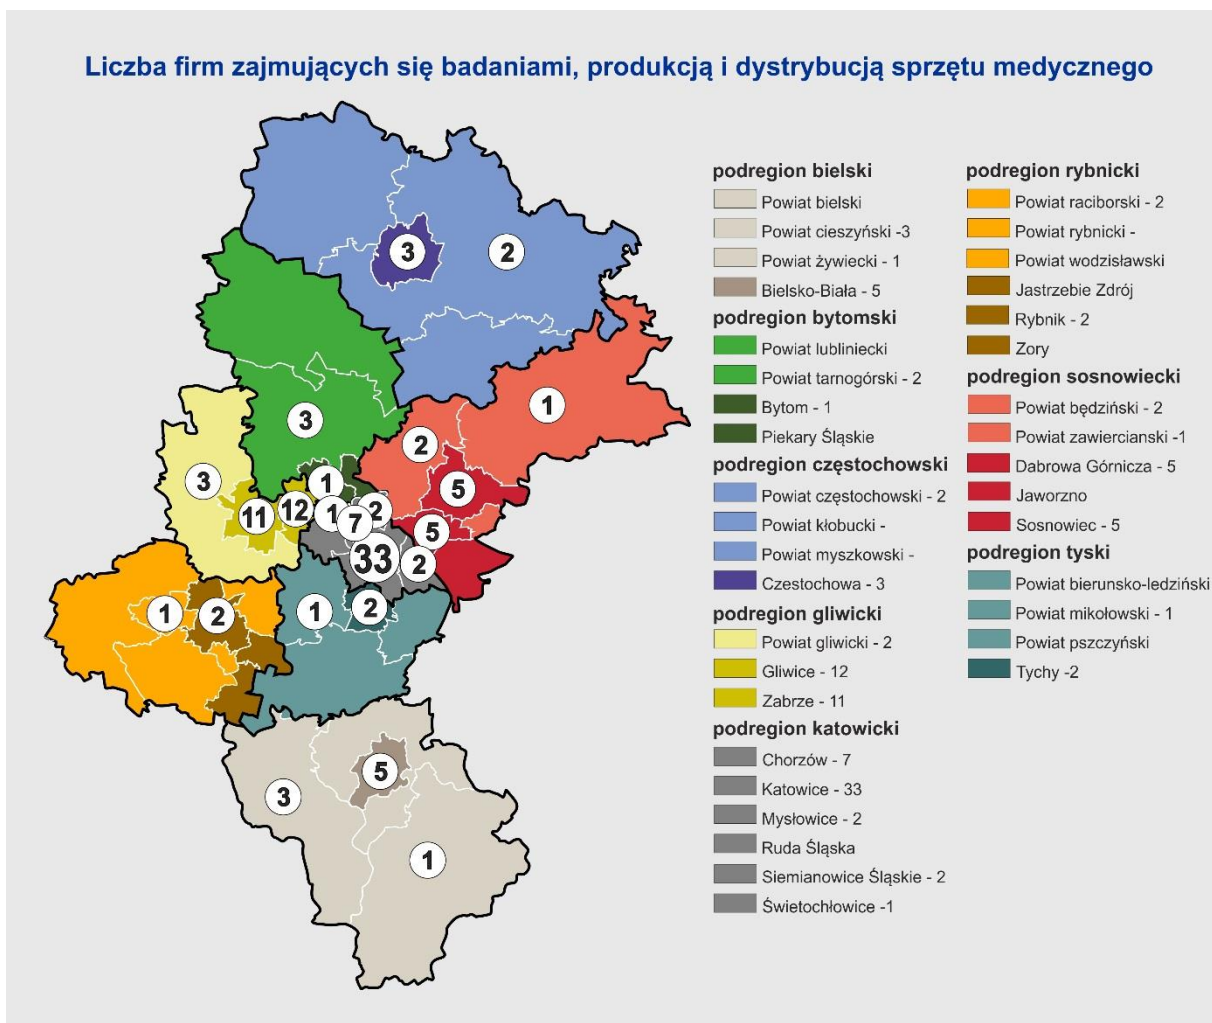 Liczba firm zajmujących się badaniami, produkcją i dystrybucją sprzętu medycznego
3
2
1
3
2
3
5
1
11
12
1
2
7
5
33
2
1
2
1
2
5
3
1
podregion bielski
Powiat bielski
Powiat cieszyński -3
Powiat żywiecki - 1
Bielsko-Biała - 5
podregion bytomski
Powiat lubliniecki
Powiat tarnogórski - 2
Bytom - 1
Piekary Śląskie
podregion częstochowski
Powiat częstochowski - 2
Powiat kłobucki -
Powiat myszkowski -
Czestochowa - 3
podregion gliwicki
Powiat gliwicki - 2
Gliwice - 12
Zabrze - 11
podregion katowicki
Chorzów - 7
Katowice - 33
Mysłowice - 2
Ruda Śląska
Siemianowice Śląskie - 2
Świetochłowice -1
podregion rybnicki
Powiat raciborski - 2
Powiat rybnicki -
Powiat wodzisławski
Jastrzebie Zdrój
Rybnik - 2
Zory
podregion sosnowiecki
Powiat będziński - 2
Powiat zawiercianski -1
Dabrowa Górnicza - 5
Jaworzno
Sosnowiec - 5
podregion tyski
Powiat bierunsko-ledziński
Powiat mikołowski - 1
Powiat pszczyński
Tychy -2